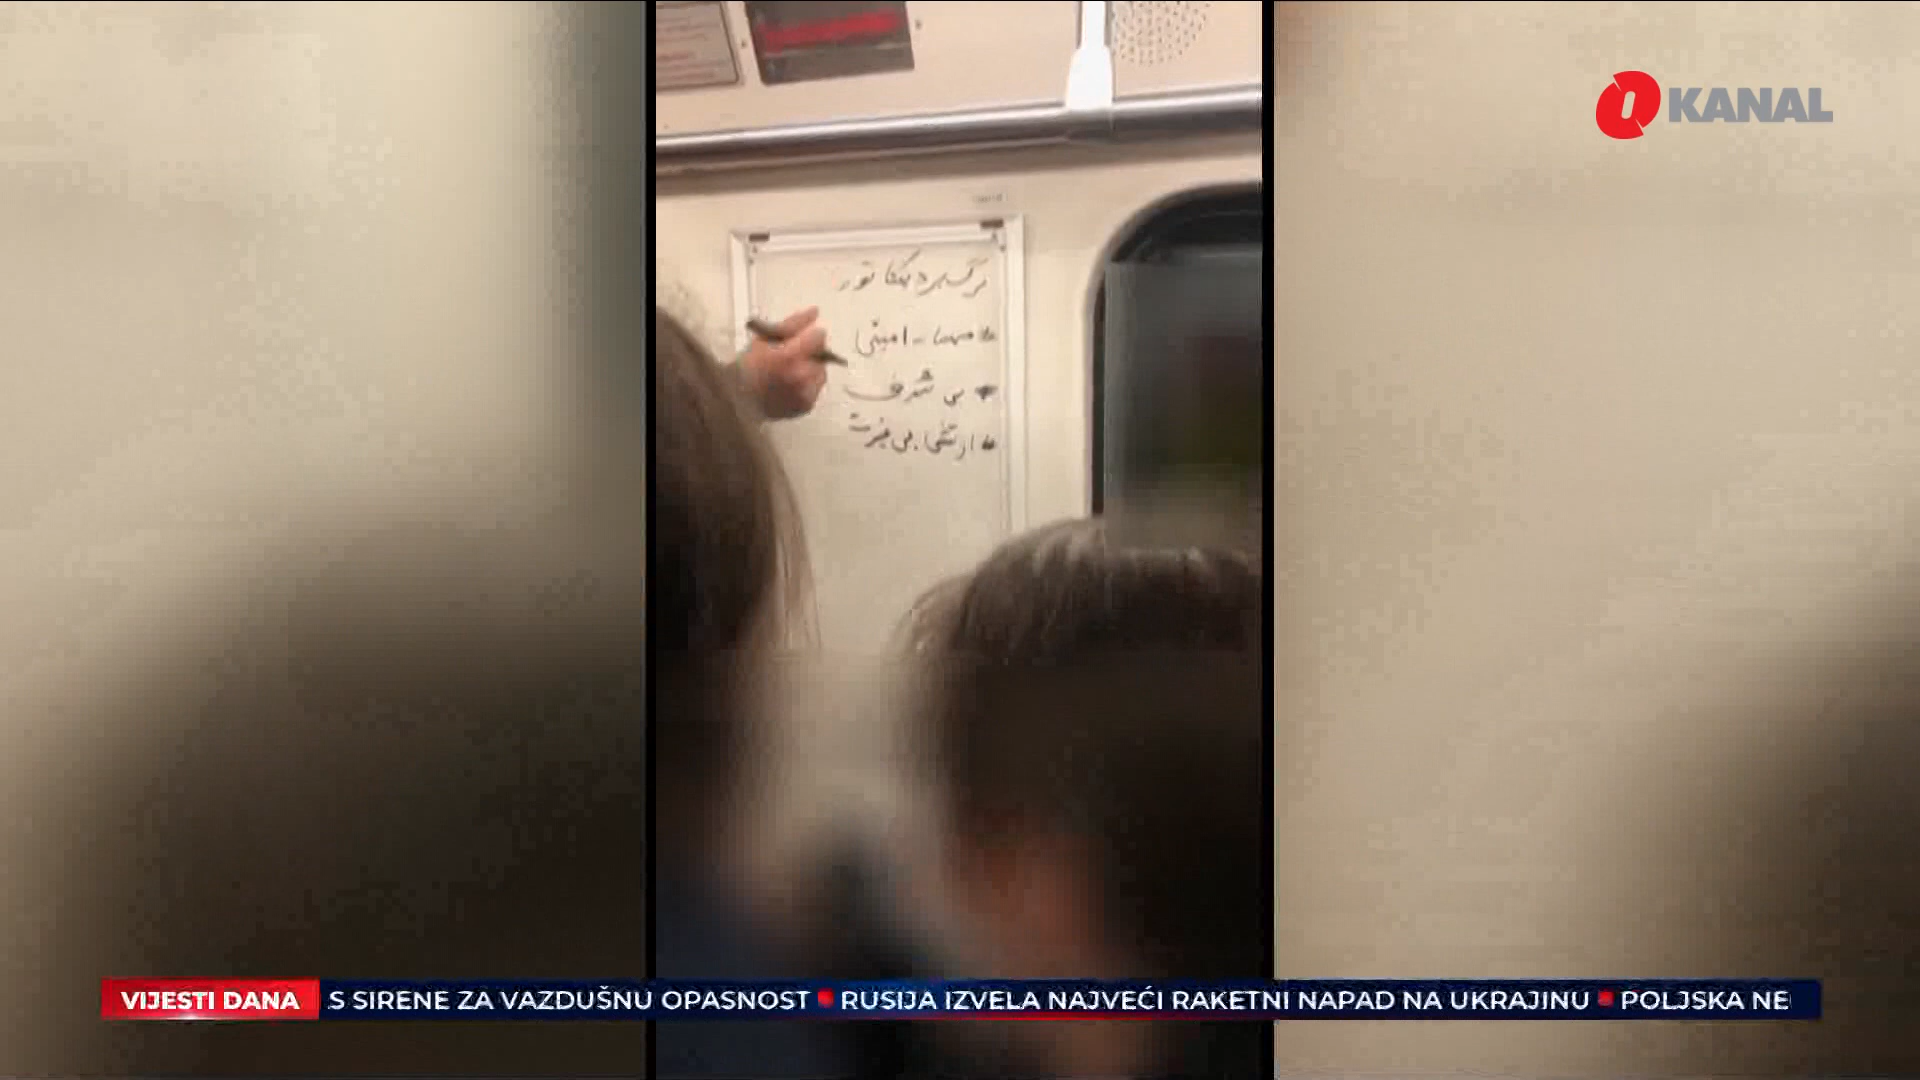 O KANAL
مرگ بر دیکتاتور
مهسا - امینی
بی شرف
ارتشی بی غیرت
VIJESTI DANA
S SIRENE ZA VAZDUŠNU OPASNOST RUSIJA IZVELA NAJVEĆI RAKETNI NAPAD NA UKRAJINU POLJSKA NE